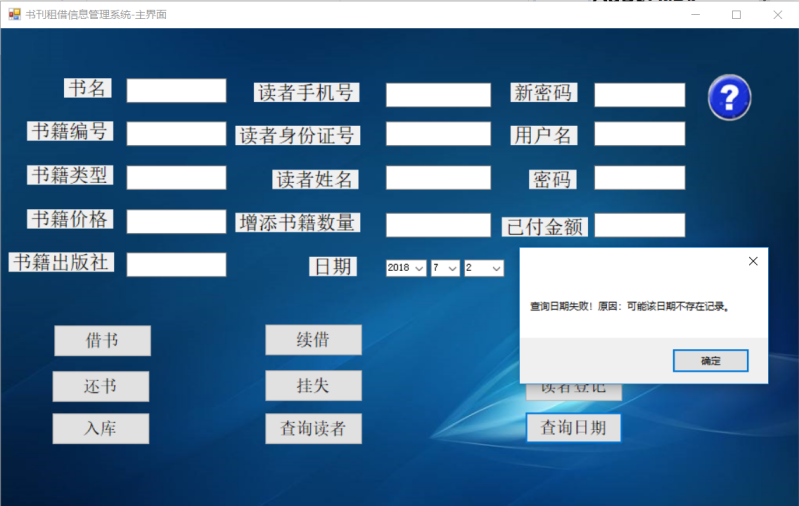 书刊租借信息管理系统-主界面
书名
读者手机号
新密码
?
书籍编号
读者身份证号
用户名
书籍类型
读者姓名
密码
书籍价格
增添书籍数量
已付金额
书籍出版社
日期
2018
7
2
查询日期失败！原因：可能该日期不存在记录。
确定
借书
续借
还书
挂失
读者登记
入库
查询读者
查询日期